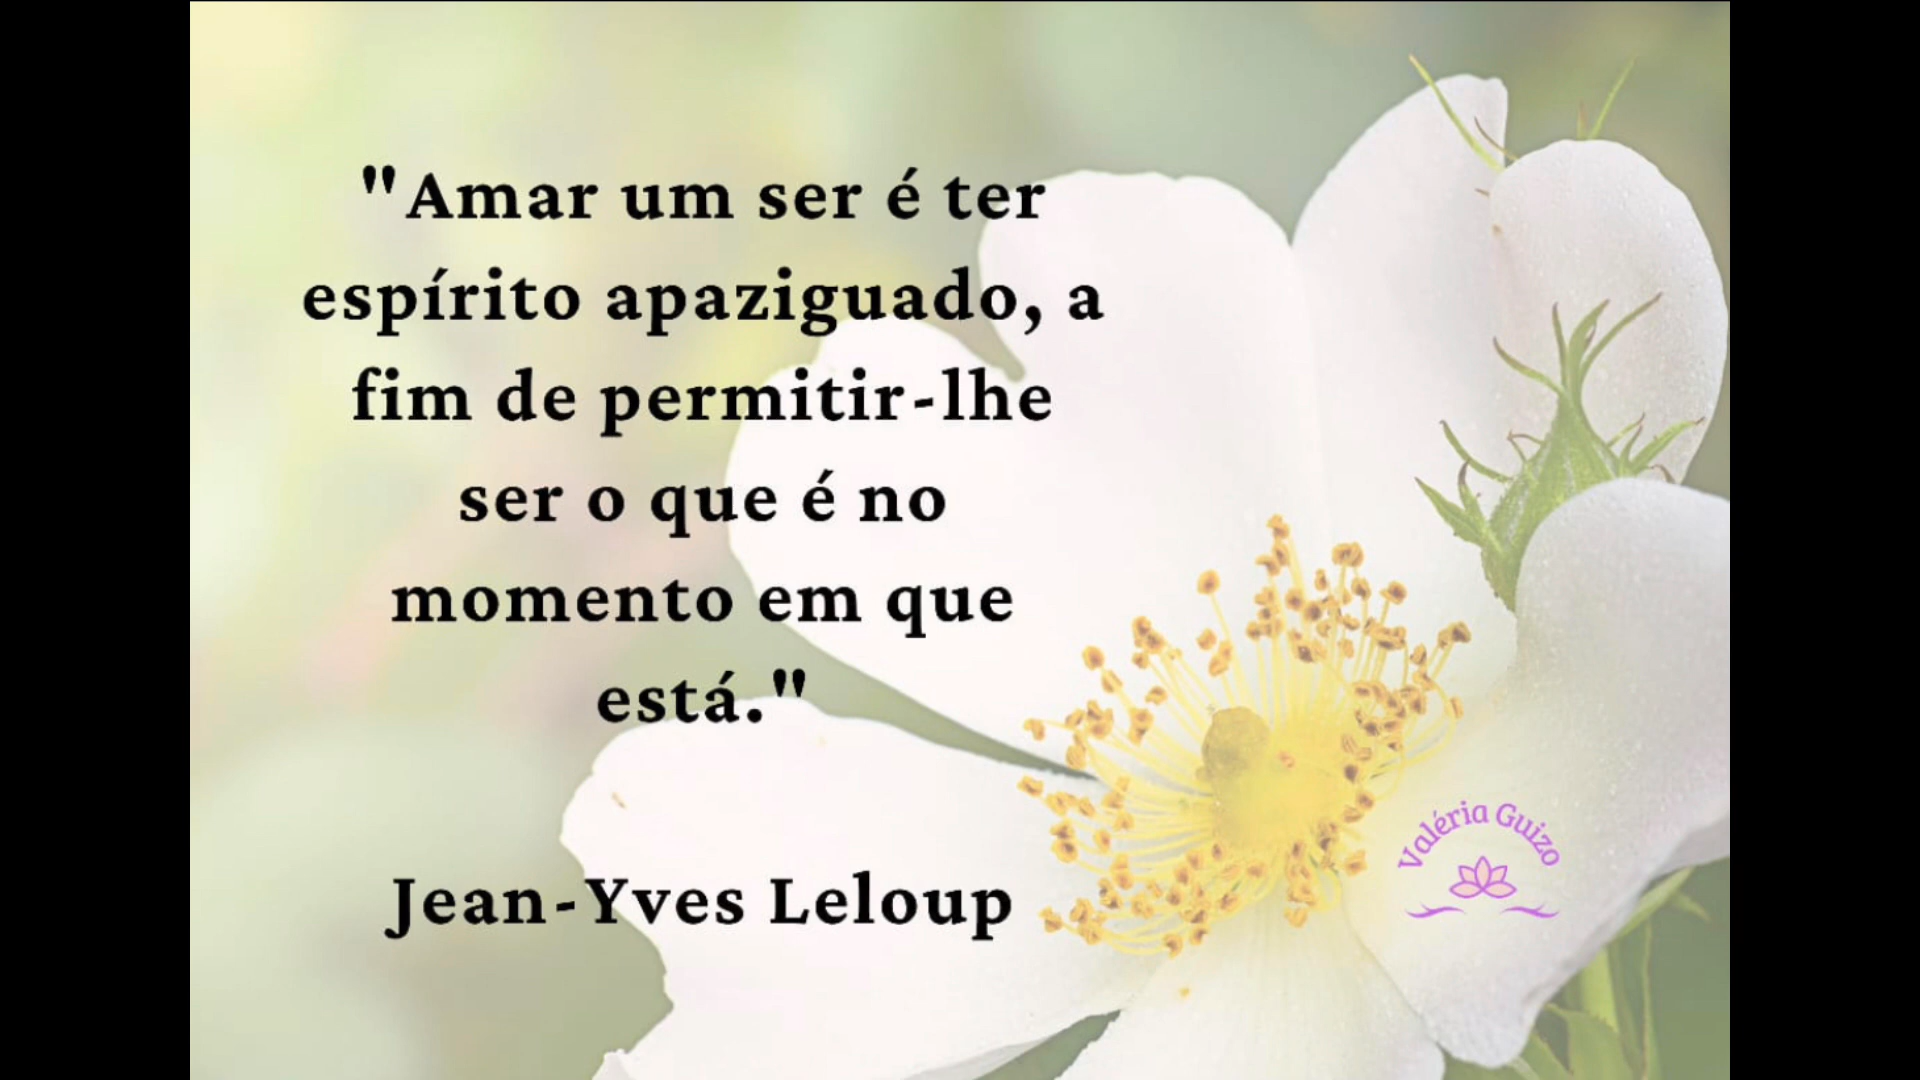 "Amar um ser é ter
espírito apaziguado, a
fim de permitir-lhe
ser o que é no
momento em que
está."
Jean-Yves Leloup
Valéria Guizo